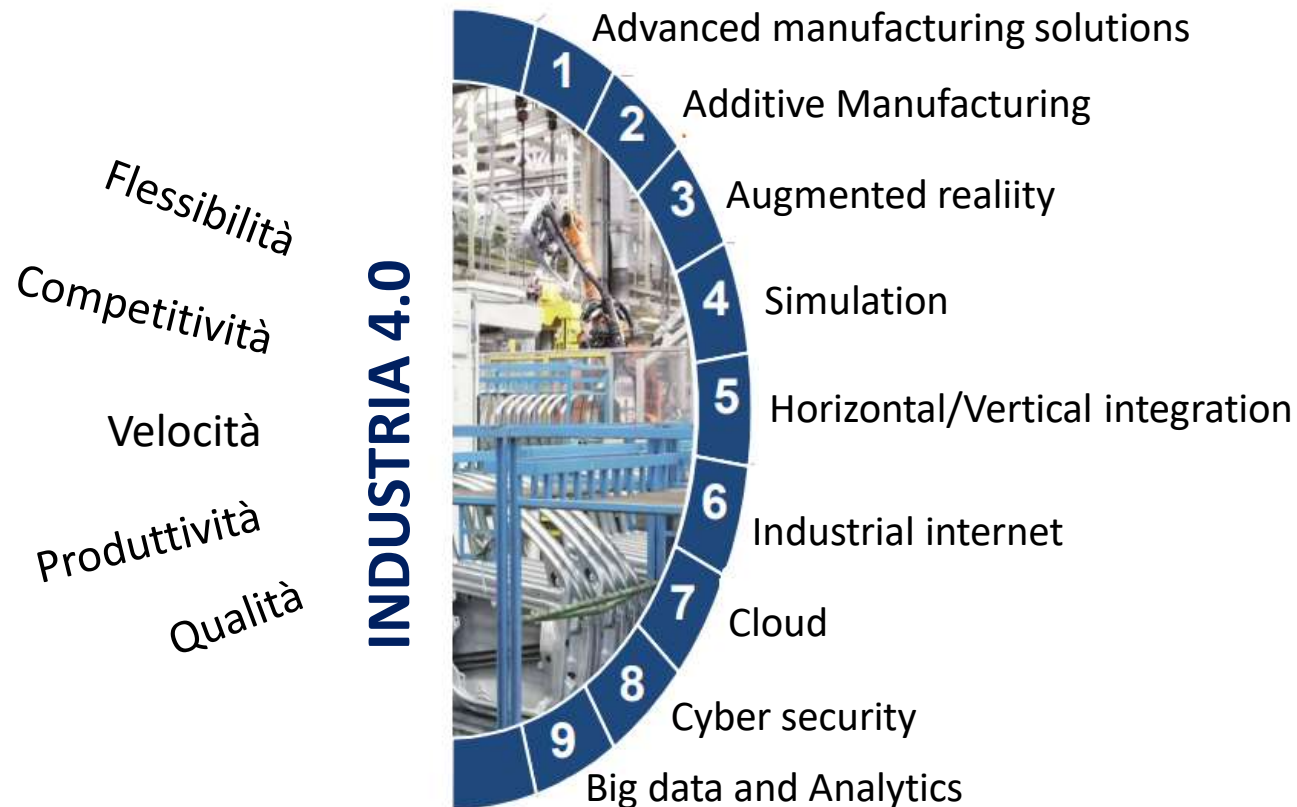 Flessibilità
Competitività
Velocità
Produttività
Qualità
INDUSTRIA 4.0
1
Advanced manufacturing solutions
2
Additive Manufacturing
3
Augmented realiity
4
Simulation
5
Horizontal/Vertical integration
6
Industrial internet
7
Cloud
8
Cyber security
9
Big data and Analytics